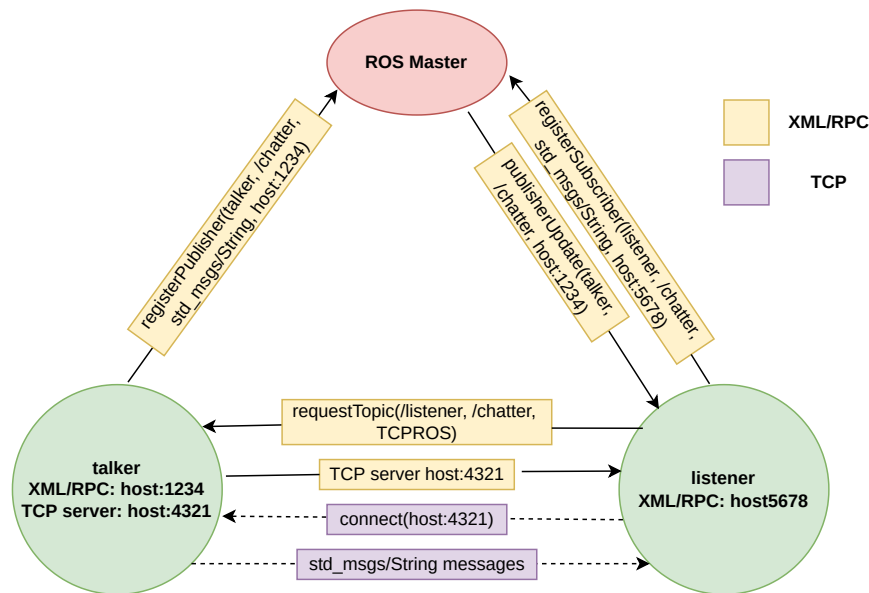 ROS Master
XML/RPC
TCP
registerPublisher(talker, /chatter,
std_msgs/String, host:1234)
publisherUpdate(talker,
/chatter, host:1234)
registerSubscriber(listener, /chatter,
std_msgs/String, host:5678)
requestTopic(/listener, /chatter,
TCPROS)
talker
XML/RPC: host:1234
TCP server: host:4321
TCP server host:4321
listener
XML/RPC: host5678
connect(host:4321)
std_msgs/String messages